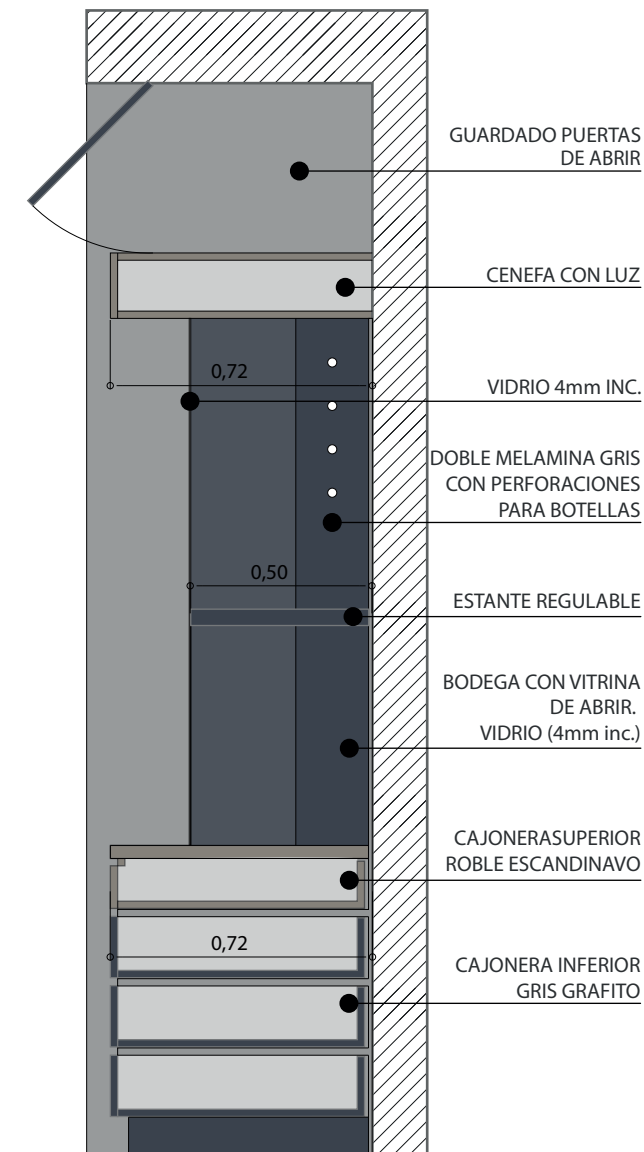 GUARDADO PUERTAS
DE ABRIR
CENEFA CON LUZ
0,72
VIDRIO 4mm INC.
DOBLE MELAMINA GRIS
CON PERFORACIONES
PARA BOTELLAS
0,50
ESTANTE REGULABLE
BODEGA CON VITRINA
DE ABRIR.
VIDRIO (4mm inc.)
CAJONERASUPERIOR
ROBLE ESCANDINAVO
0,72
CAJONERA INFERIOR
GRIS GRAFITO